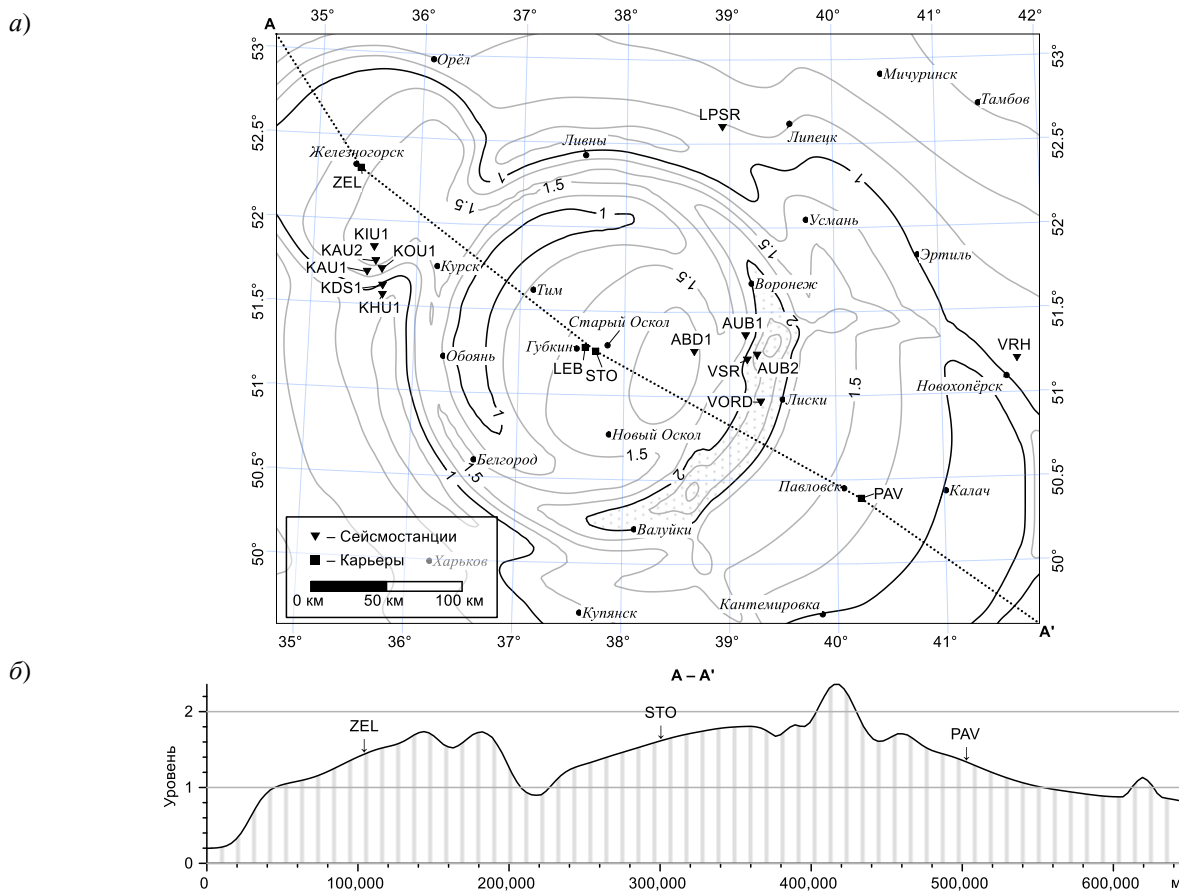 а)
35° 36° 37° 38° 39° 40° 41° 42°
A
53° 53°
Орёл
Мичуринск
Тамбов
LPSR
Липецк
52.5° 52.5°
Ливны
Железногорск
ZEL
1 1.5 1
1.5 1
52° 52°
Усмань
KIU1
KAU2 KOU1
KAU1
Курск
1.5
Эртиль
KDS1
KHU1
1.5
Воронеж
Тим
51.5° 51.5°
Старый Оскол
2
AUB1
ABD1
VRH
Обоянь
Губкин
LEB
STO
VSR
AUB2
Новохопёрск
51° 51°
VORD
Лиски
1.5
1
Новый Оскол
1.5
Белгород
1.5
1
2
50.5° 50.5°
Павловск
PAV
Калач
Валуйки
– Сейсмостанции
– Карьеры
Харьков
0 км 50 км 100 км
50° 50°
Купянск
Кантемировка
A'
35° 36° 37° 38° 39° 40° 41°
б)
A – A'
Уровень
2
1
0
ZEL
STO
PAV
0 100,000 200,000 300,000 400,000 500,000 600,000 м